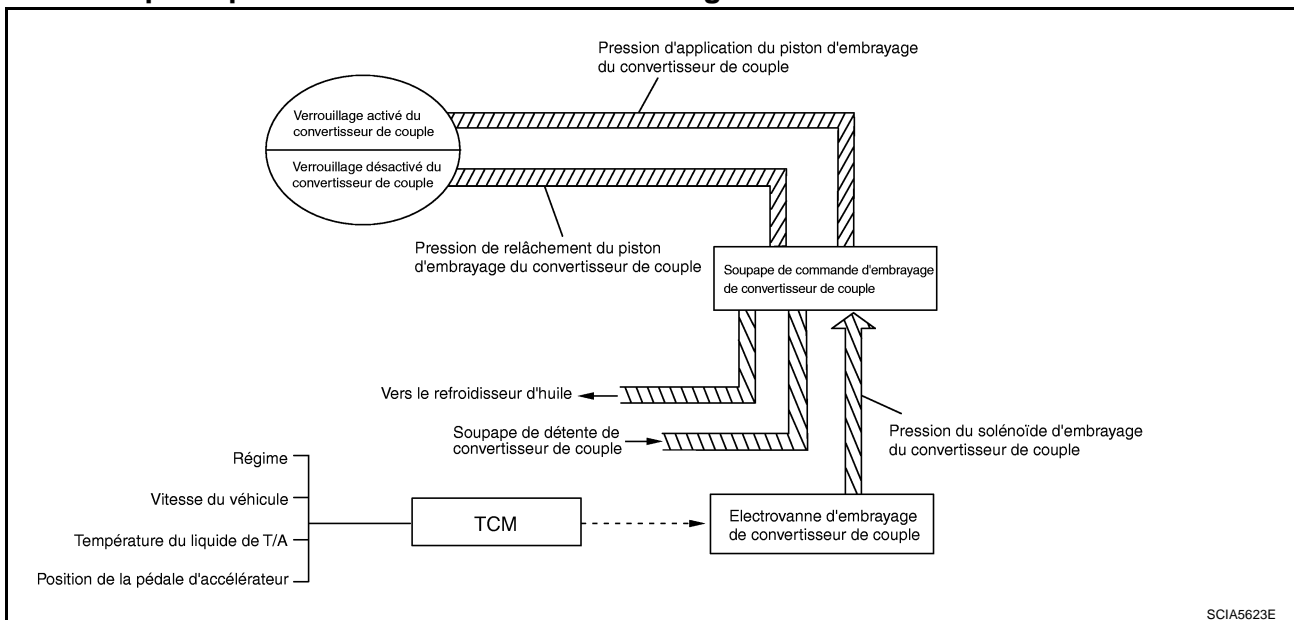 Pression d'application du piston d'embrayage
du convertisseur de couple
Verrouillage activé du
convertisseur de couple
Verrouillage désactivé du
convertisseur de couple
Pression de relâchement du piston
d'embrayage du convertisseur de couple
Soupape de commande d'embrayage
de convertisseur de couple
Vers le refroidisseur d'huile
Soupape de détente de
convertisseur de couple
Pression du solénoïde d'embrayage
du convertisseur de couple
Régime
Vitesse du véhicule
Température du liquide de T/A
Position de la pédale d'accélérateur
TCM
Electrovanne d'embrayage
de convertisseur de couple
SCIA5623E